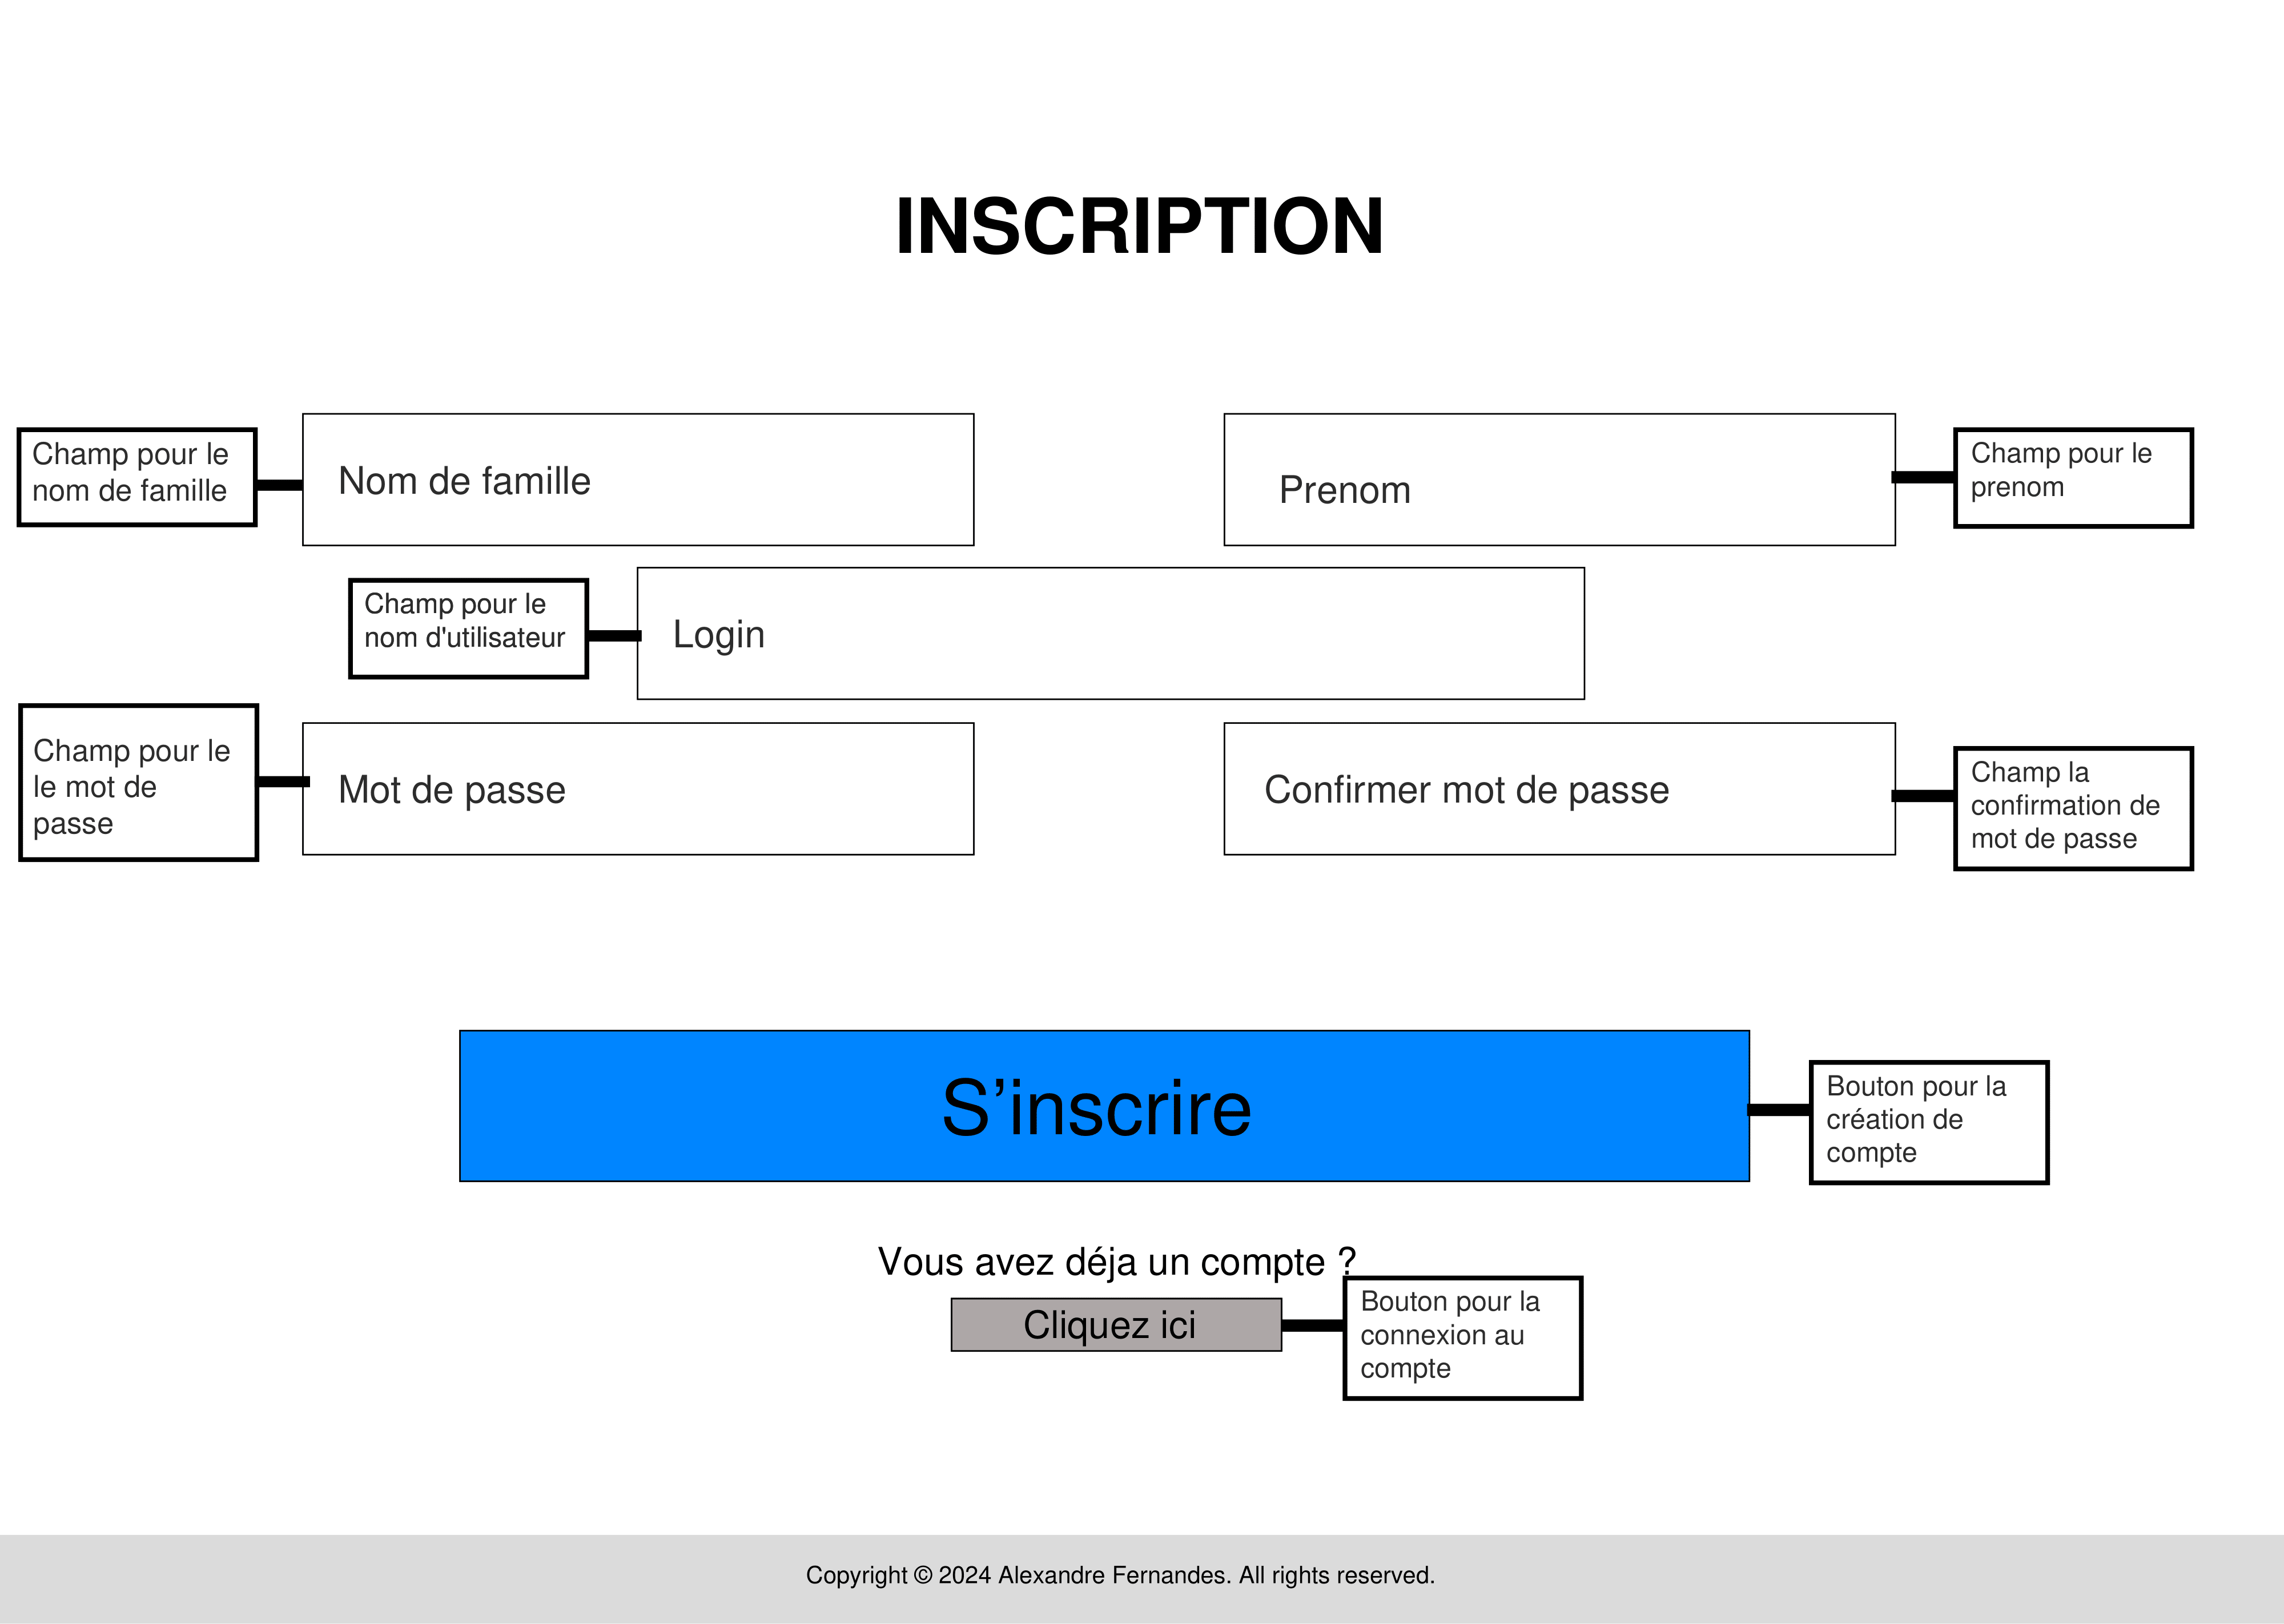 INSCRIPTION
Champ pour le
nom de famille
Nom de famille
Prenom
Champ pour le
prenom
Champ pour le
nom d'utilisateur
Login
Champ pour le
le mot de
passe
Mot de passe
Confirmer mot de passe
Champ la
confirmation de
mot de passe
S’inscrire
Bouton pour la
création de
compte
Vous avez déja un compte ?
Cliquez ici
Bouton pour la
connexion au
compte
Copyright © 2024 Alexandre Fernandes. All rights reserved.